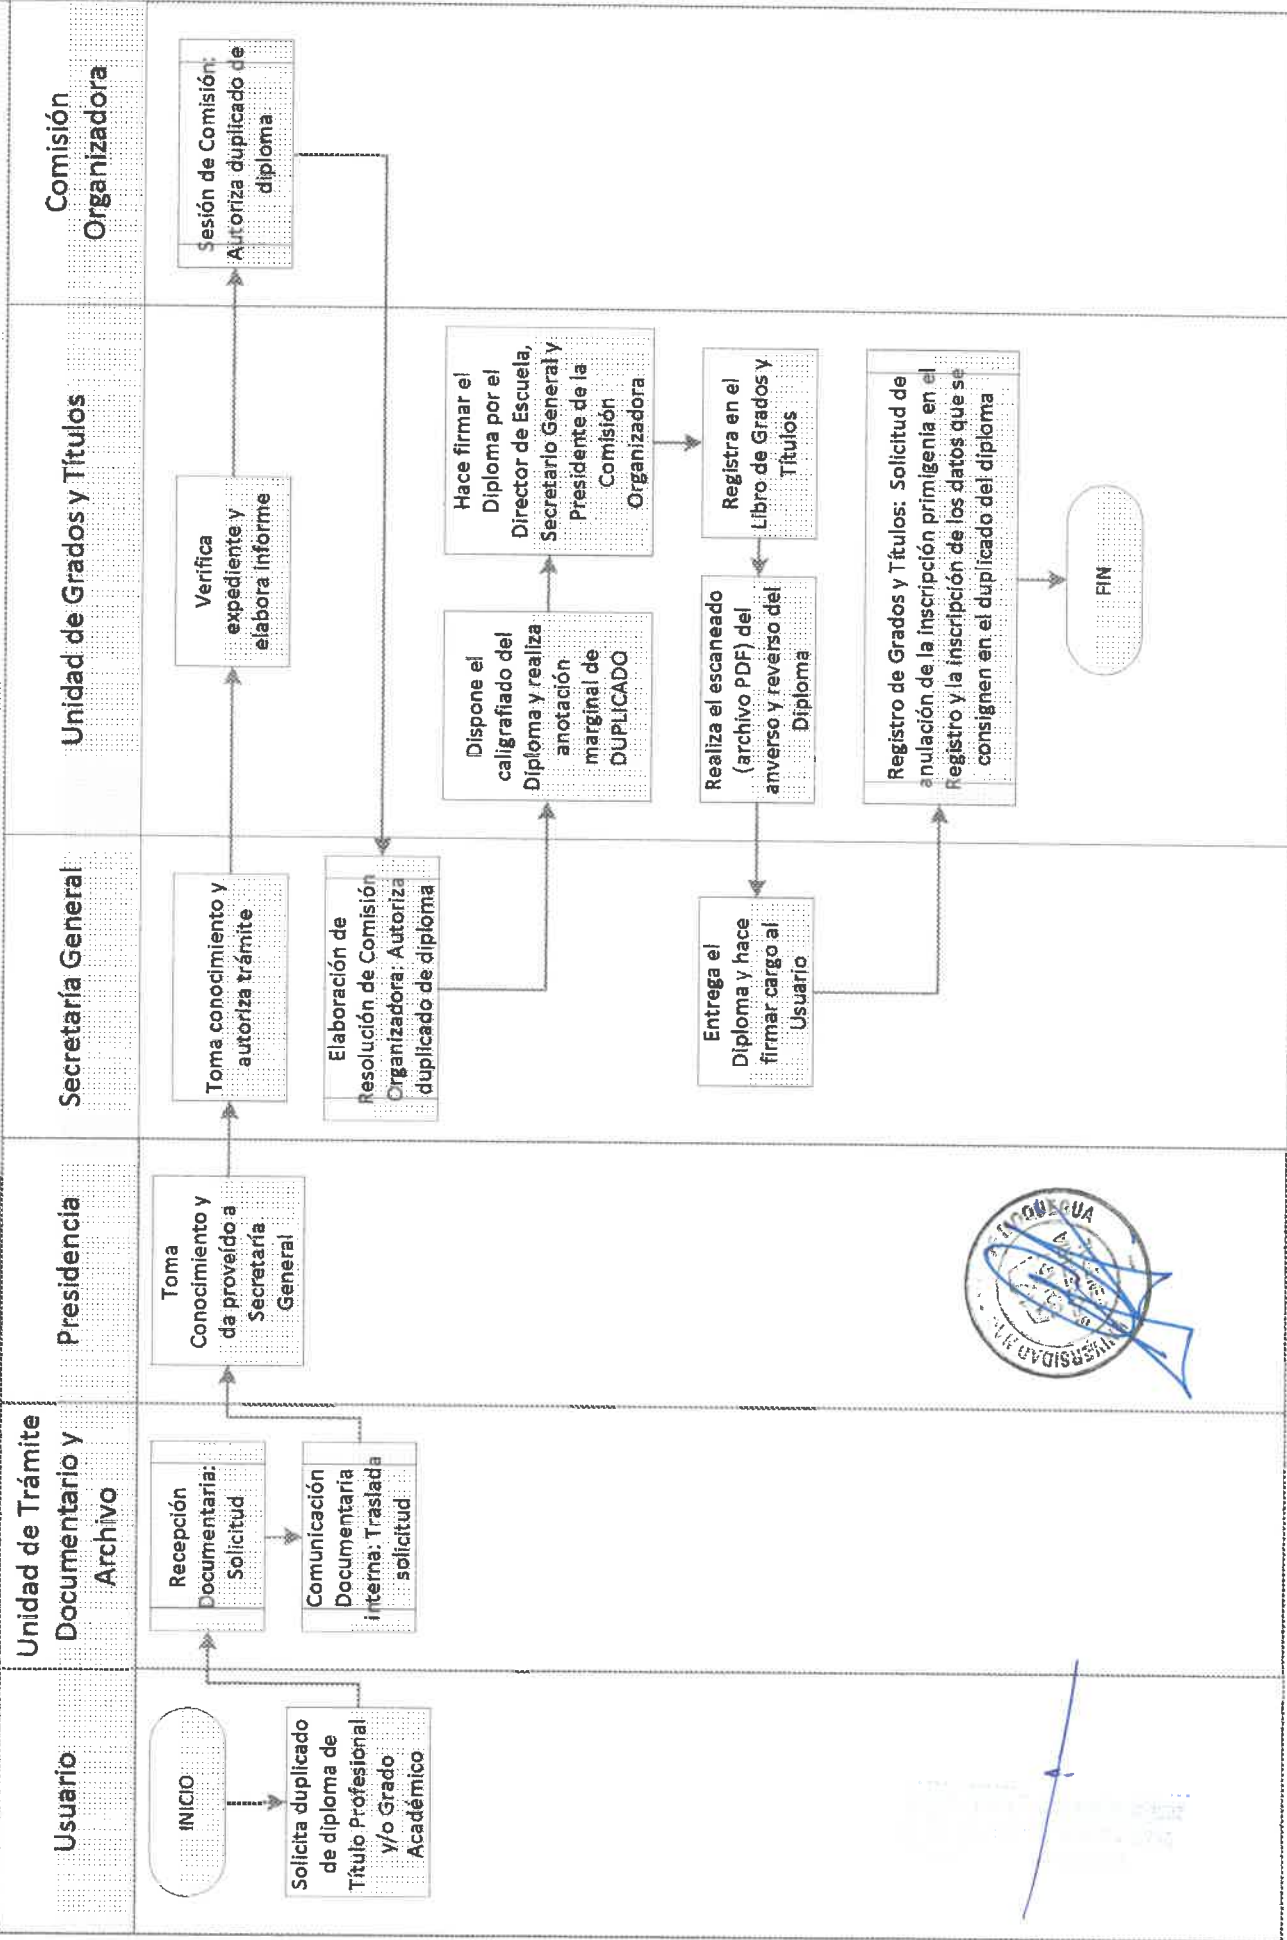 Usuario
Unidad de Trámite
Documentario y
Archivo
Presidencia
Secretaría General
Unidad de Grados y Títulos
Comisión
Organizadora
INICIO
Solicita duplicado
de diploma de
Título Profesional
y/o Grado
Académico
Recepción
Documentaria:
Solicitud
Comunicación
Documentaria
interna: Traslada
solicitud
Toma
Conocimiento y
da proveído a
Secretaría
General
Toma conocimiento y
autoriza trámite
Verifica
expediente y
elabora informe
Sesión de Comisión:
Autoriza duplicado de
diploma
Elaboración de
Resolución de Comisión
Organizadora: Autoriza
duplicado de diploma
Dispone el
caligrafiado del
Diploma y realiza
anotación
marginal de
DUPLICADO
Hace firmar el
Diploma por el
Director de Escuela,
Secretario General y
Presidente de la
Comisión
Organizadora
Registra en el
Libro de Grados y
Títulos
Realiza el escaneado
(archivo PDF) del
anverso y reverso del
Diploma
Entrega el
Diploma y hace
firmar cargo al
Usuario
Registro de Grados y Títulos: Solicitud de
anulación de la inscripción primigenia en el
Registro y la inscripción de los datos que se
consignen en el duplicado del diploma
FIN